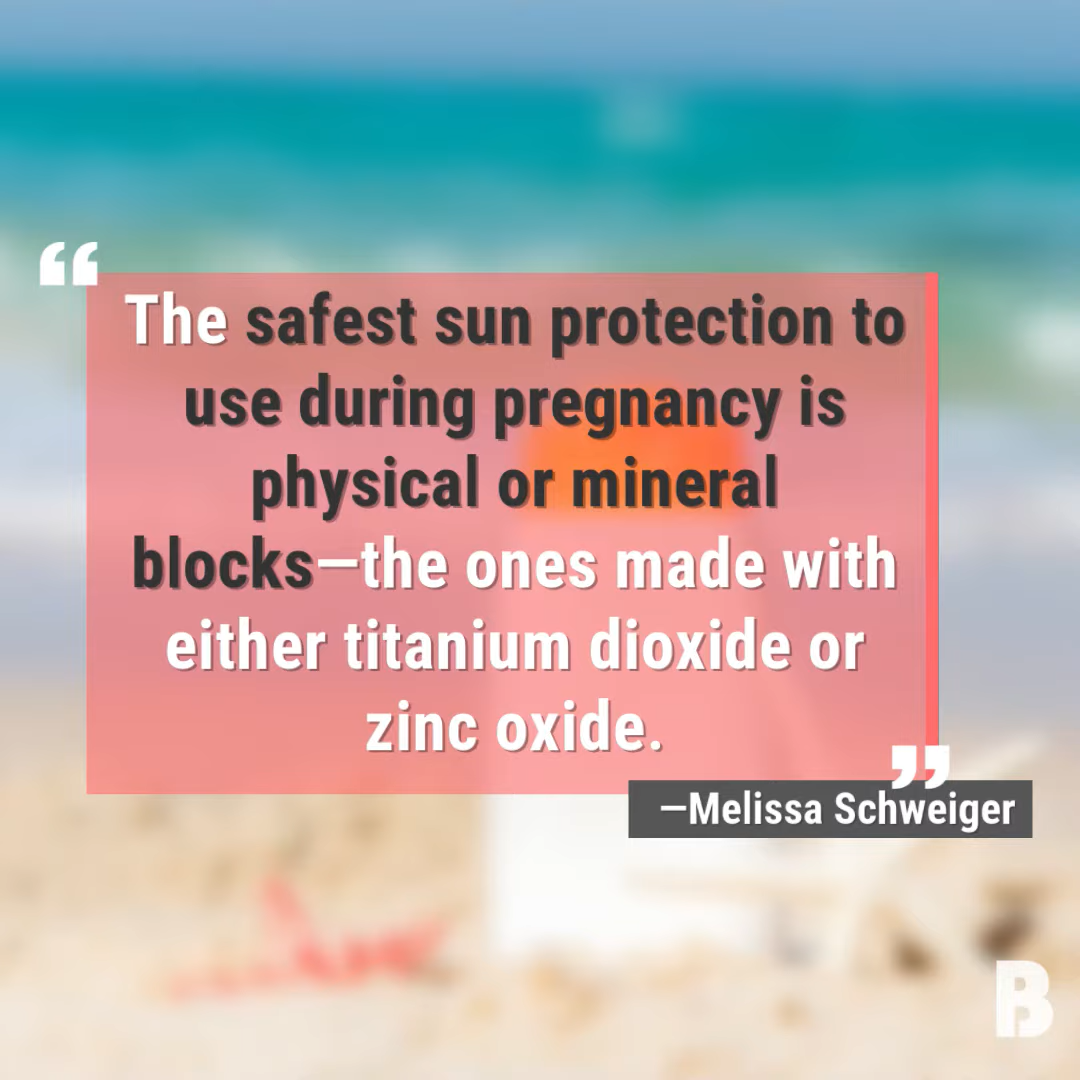 “
The safest sun protection to
use during pregnancy is
physical or mineral
blocks—the ones made with
either titanium dioxide or
zinc oxide.
”
—Melissa Schweiger
B